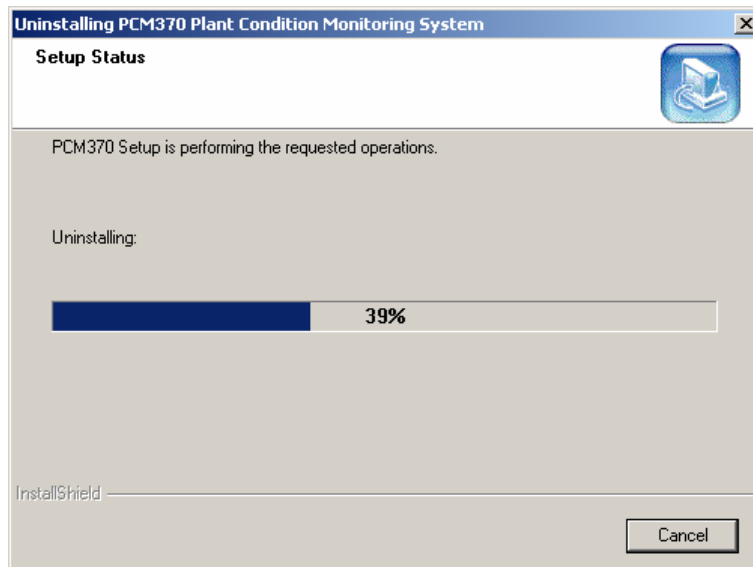 Uninstalling PCM370 Plant Condition Monitoring System
Setup Status
PCM370 Setup is performing the requested operations.
Uninstalling:
39%
InstallShield
Cancel